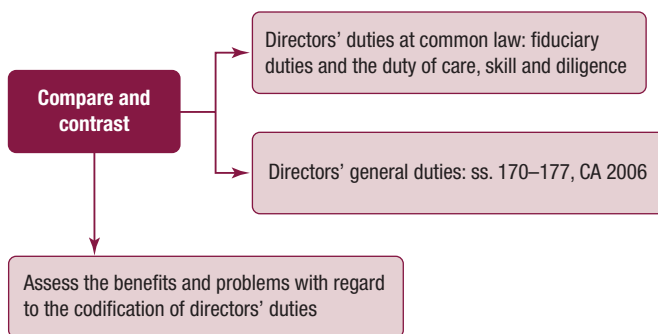 Directors’ duties at common law: fiduciary
duties and the duty of care, skill and diligence
Compare and
contrast
Directors’ general duties: ss. 170–177, CA 2006
Assess the benefits and problems with regard
to the codification of directors’ duties